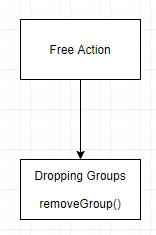 Free Action
Dropping Groups
removeGroup()